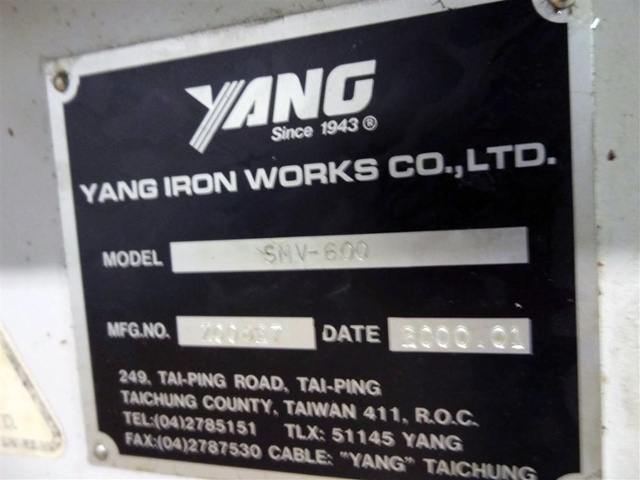 YANG
Since 1943®
YANG IRON WORKS CO.,LTD.
MODEL SMV-600
MFG.NO. DATE 2000.01
249, TAI-PING ROAD, TAI-PING
TAICHUNG COUNTY, TAIWAN 411, R.O.C.
TEL:(04)2785151 TLX: 51145 YANG
FAX:(04)2787530 CABLE: "YANG" TAICHUNG